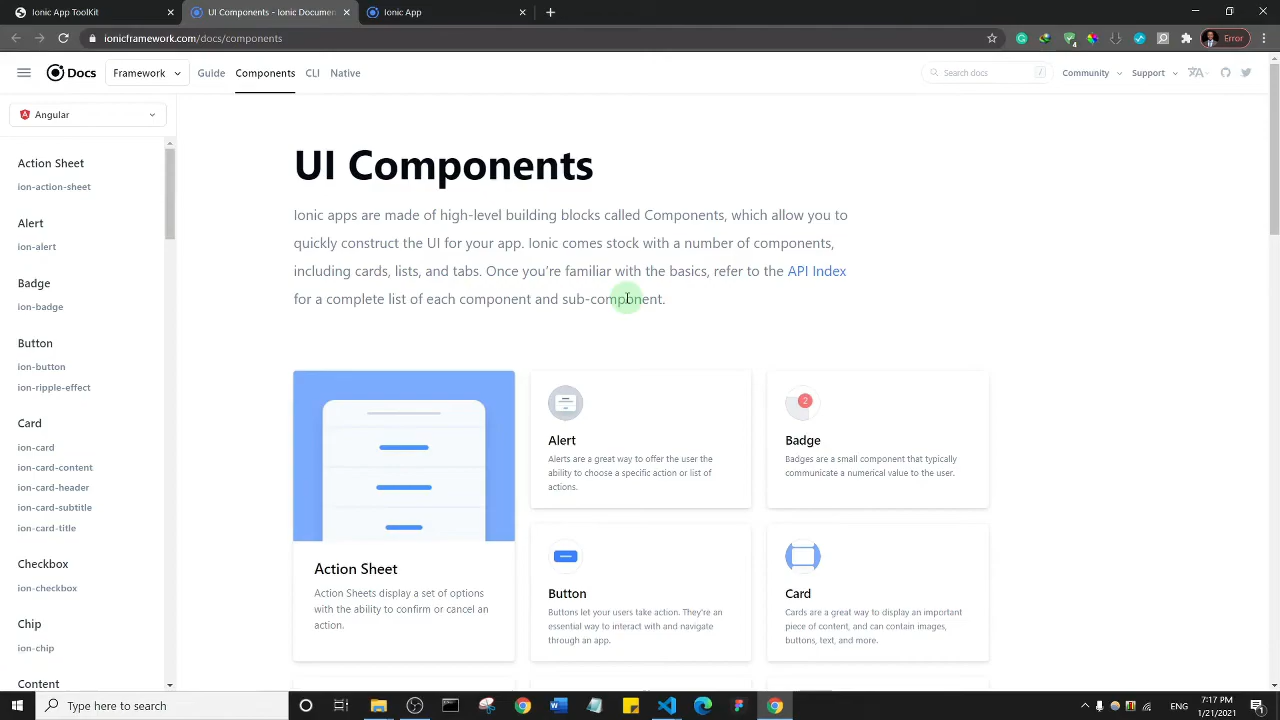 Ionic App ToolKit
UI Components - Ionic Documen
Ionic App
ionicframework.com/docs/components
4
Error
Docs
Framework
Guide
Components
CLI
Native
Search docs
/
Community
Support
Angular
Action Sheet
ion-action-sheet
Alert
ion-alert
Badge
ion-badge
Button
ion-button
ion-ripple-effect
Card
ion-card
ion-card-content
ion-card-header
ion-card-subtitle
ion-card-title
Checkbox
ion-checkbox
Chip
ion-chip
Content
UI Components
Ionic apps are made of high-level building blocks called Components, which allow you to
quickly construct the UI for your app. Ionic comes stock with a number of components,
including cards, lists, and tabs. Once you're familiar with the basics, refer to the API Index
for a complete list of each component and sub-component.
Action Sheet
Action Sheets display a set of options
with the ability to confirm or cancel an
action.
Alert
Alerts are a great way to offer the user the
ability to choose a specific action or list of
actions.
2
Badge
Badges are a small component that typically
communicate a numerical value to the user.
Button
Buttons let your users take action. They're an
essential way to interact with and navigate
through an app.
Card
Cards are a great way to display an important
piece of content, and can contain images,
buttons, text, and more.
Type here to search
ENG
7:17 PM
1/21/2021